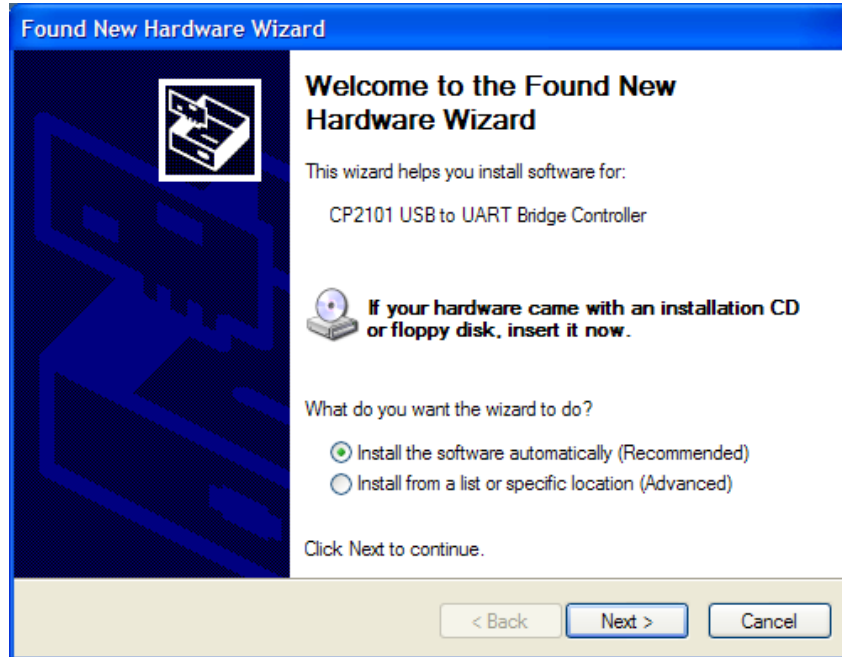 Found New Hardware Wizard
Welcome to the Found New
Hardware Wizard
This wizard helps you install software for:
CP2101 USB to UART Bridge Controller
If your hardware came with an installation CD
or floppy disk, insert it now.
What do you want the wizard to do?
Install the software automatically (Recommended)
Install from a list or specific location (Advanced)
Click Next to continue.
< Back Next > Cancel